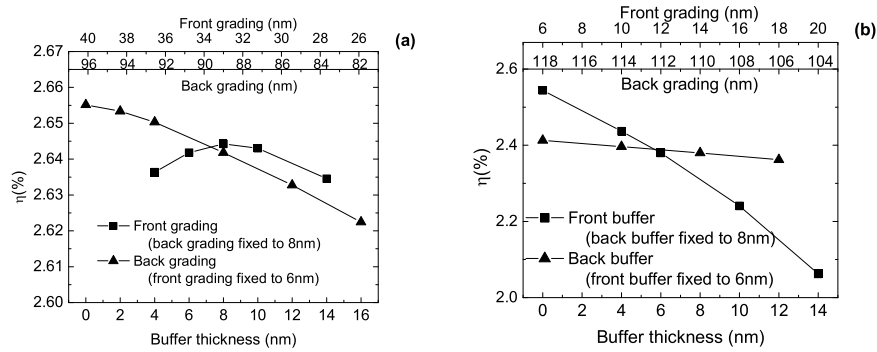 Front grading (nm)
40 38 36 34 32 30 28 26
(a)
96 94 92 90 88 86 84 82
Back grading (nm)
2.67
2.66
2.65
2.64
2.63
2.62
2.61
2.60
η(%)
Front grading
(back grading fixed to 8nm)
Back grading
(front grading fixed to 6nm)
0 2 4 6 8 10 12 14 16
Buffer thickness (nm)
Front grading (nm)
6 8 10 12 14 16 18 20
(b)
118 116 114 112 110 108 106 104
Back grading (nm)
2.6
2.4
2.2
2.0
η(%)
Front buffer
(back buffer fixed to 8nm)
Back buffer
(front buffer fixed to 6nm)
0 2 4 6 8 10 12 14
Buffer thickness (nm)